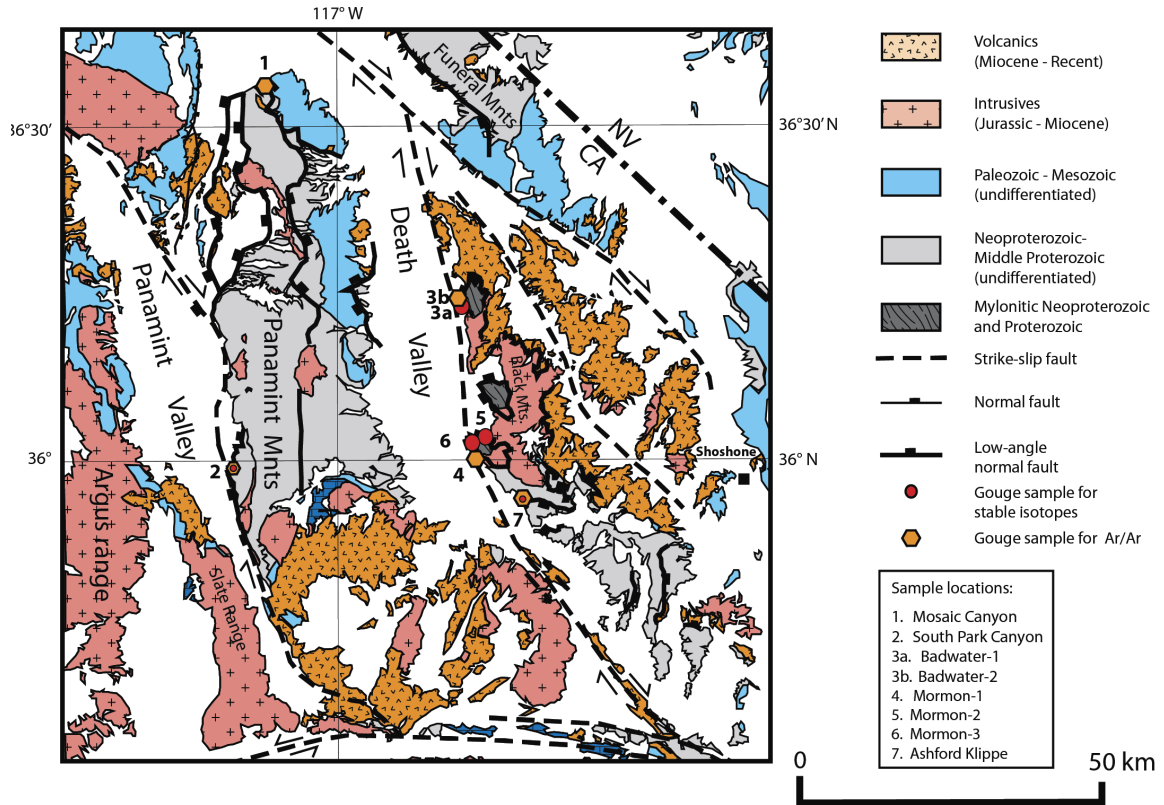 117° W
1
36°30'
36°30' N
Funeral Mnts
NV
CA
Death
Valley
3b
3a
Panamint
Valley
Panamint Mnts
Black Mts.
5
6
4
36°
36° N
2
Shoshone
7
Argus range
Slate Range
Volcanics
(Miocene - Recent)
Intrusives
(Jurassic - Miocene)
Paleozoic - Mesozoic
(undifferentiated)
Neoproterozoic-
Middle Proterozoic
(undifferentiated)
Mylonitic Neoproterozoic
and Proterozoic
Strike-slip fault
Normal fault
Low-angle
normal fault
Gouge sample for
stable isotopes
Gouge sample for Ar/Ar
Sample locations:
1. Mosaic Canyon
2. South Park Canyon
3a. Badwater-1
3b. Badwater-2
4. Mormon-1
5. Mormon-2
6. Mormon-3
7. Ashford Klippe
0
50 km